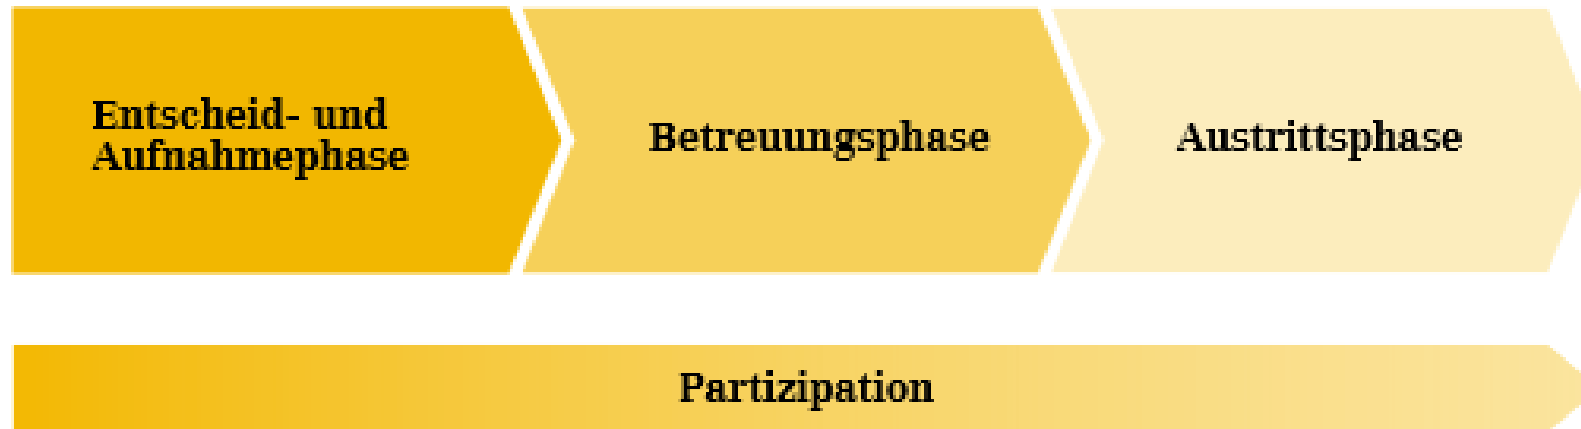 Entscheid- und
Aufnahmephase
Betreuungsphase
Austrittsphase
Partizipation